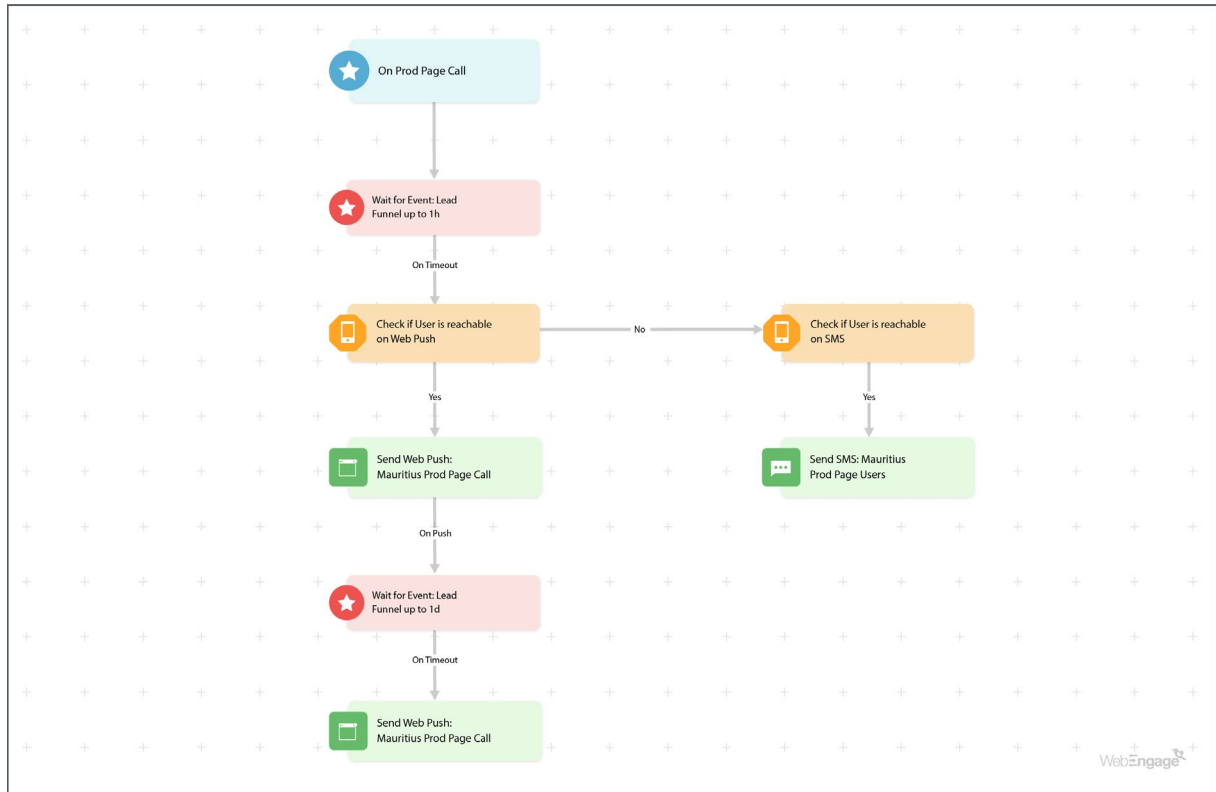 On Prod Page Call
Wait for Event: Lead
Funnel up to 1h
On Timeout
Check if User is reachable
on Web Push
No
Check if User is reachable
on SMS
Yes
Yes
Send Web Push:
Mauritius Prod Page Call
Send SMS: Mauritius
Prod Page Users
On Push
Wait for Event: Lead
Funnel up to 1d
On Timeout
Send Web Push:
Mauritius Prod Page Call
WebEngage